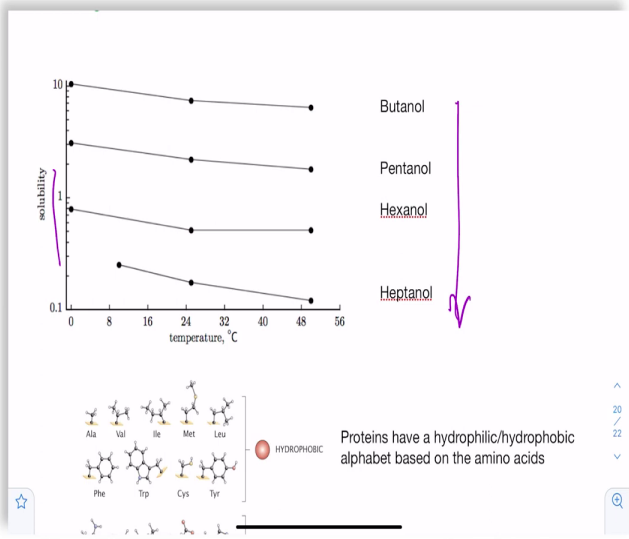 10
Butanol
Pentanol
solubility
1
Hexanol
Heptanol
0.1
0 8 16 24 32 40 48 56
temperature, °C
20
/
22
Ala Val Ile Met Leu
HYDROPHOBIC
Proteins have a hydrophilic/hydrophobic
alphabet based on the amino acids
Phe Trp Cys Tyr